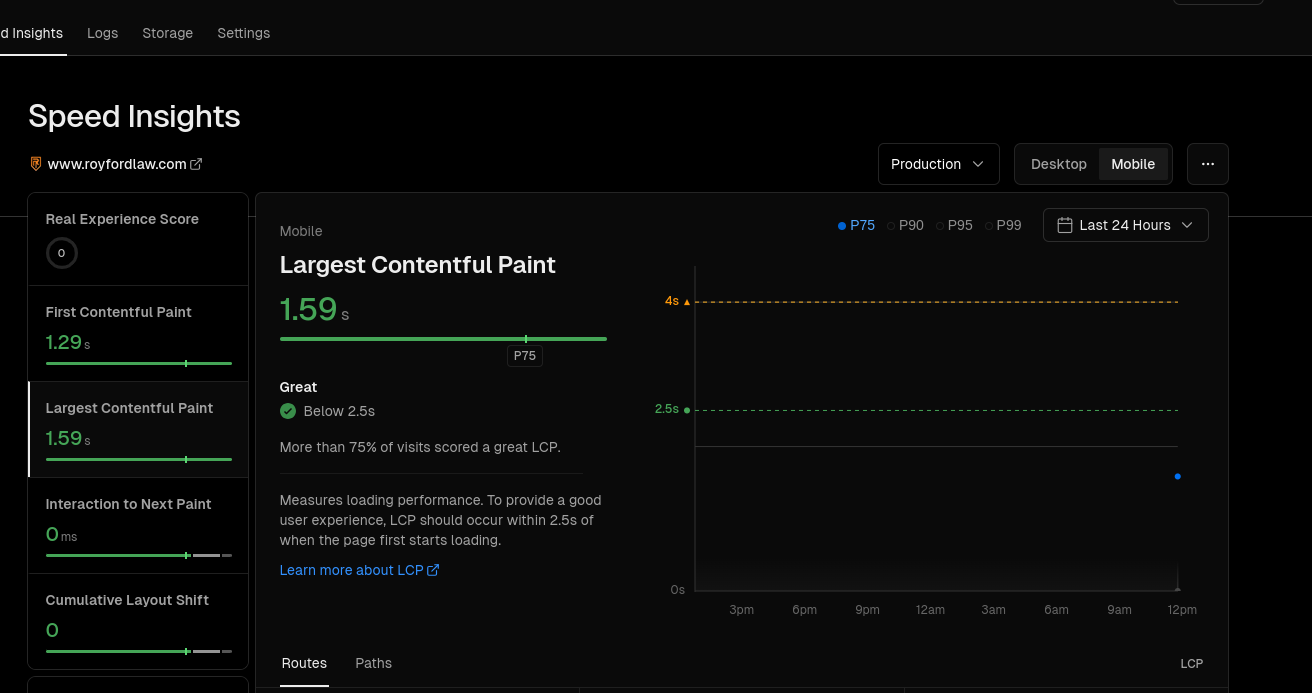 d Insights Logs Storage Settings
Speed Insights
www.royfordlaw.com
Production Desktop Mobile ...
Real Experience Score
0
First Contentful Paint
1.29 s
Largest Contentful Paint
1.59 s
Interaction to Next Paint
0 ms
Cumulative Layout Shift
0
Mobile
Largest Contentful Paint
1.59 s
P75
Great
Below 2.5s
More than 75% of visits scored a great LCP.
Measures loading performance. To provide a good
user experience, LCP should occur within 2.5s of
when the page first starts loading.
Learn more about LCP
P75 P90 P95 P99 Last 24 Hours
4s
2.5s
0s
3pm 6pm 9pm 12am 3am 6am 9am 12pm
Routes Paths LCP